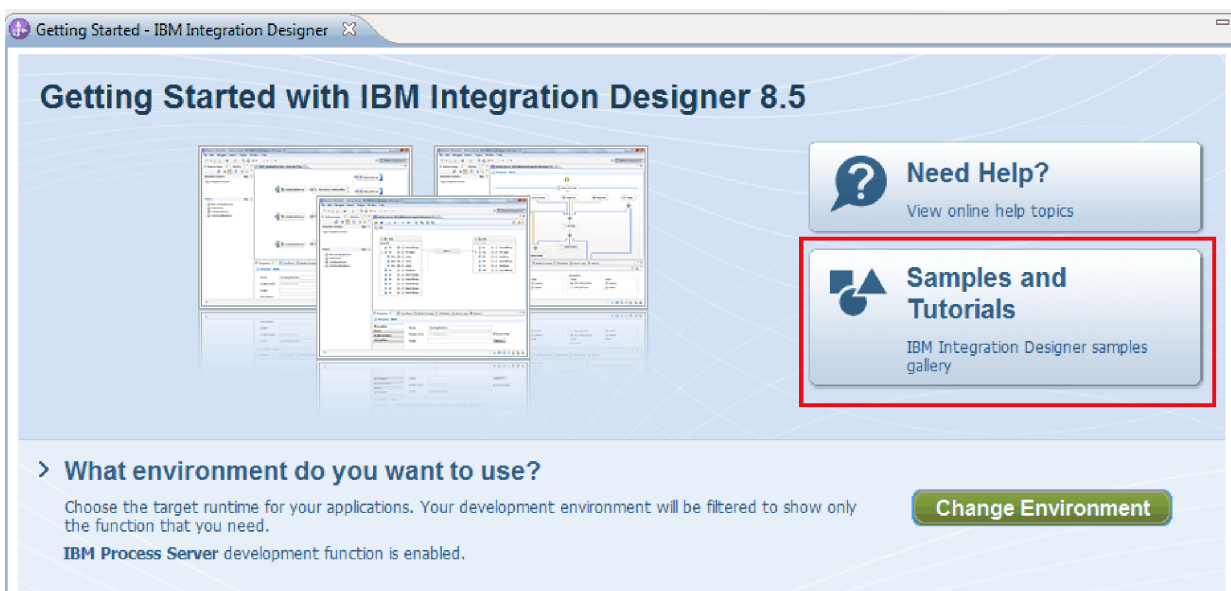 Getting Started - IBM Integration Designer
Getting Started with IBM Integration Designer 8.5
Need Help?
View online help topics
Samples and
Tutorials
IBM Integration Designer samples
gallery
What environment do you want to use?
Choose the target runtime for your applications. Your development environment will be filtered to show only
the function that you need.
IBM Process Server development function is enabled.
Change Environment